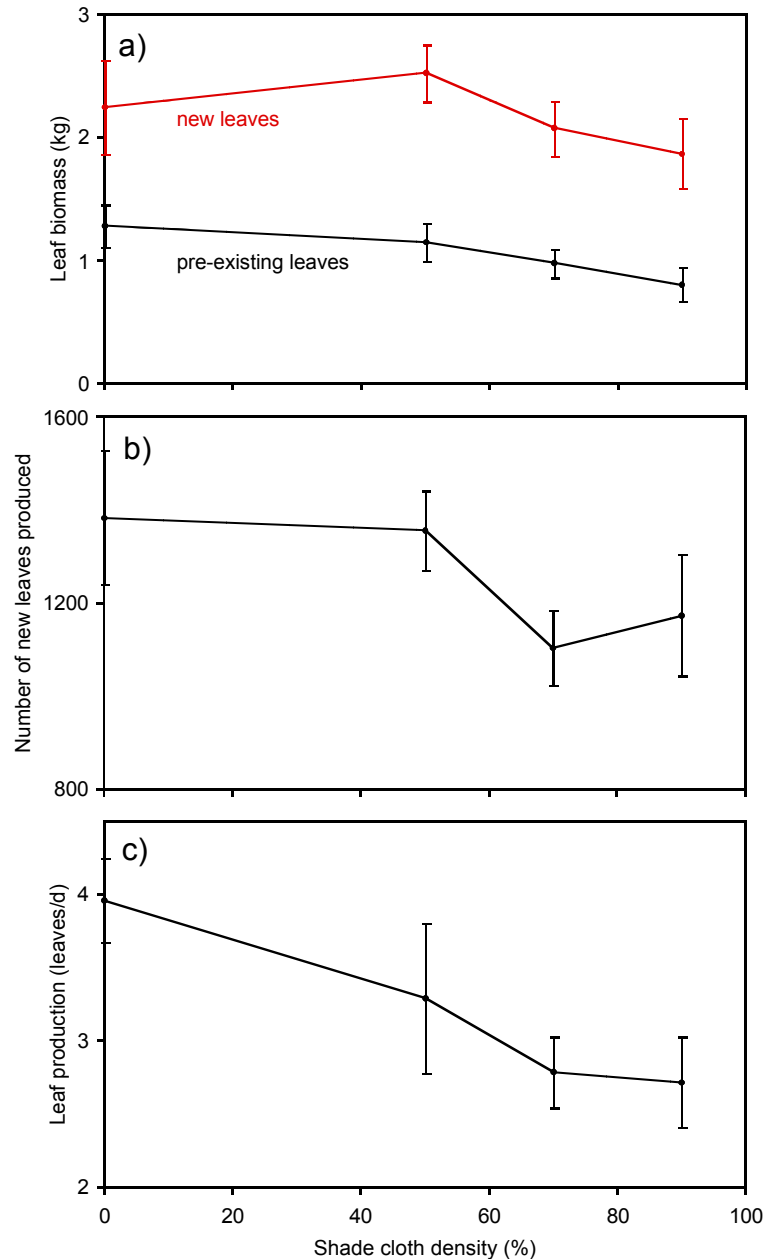 3
a)
new leaves
2
Leaf biomass (kg)
pre-existing leaves
1
0
1600
b)
Number of new leaves produced
1200
800
c)
4
Leaf production (leaves/d)
3
2
0 20 40 60 80 100
Shade cloth density (%)